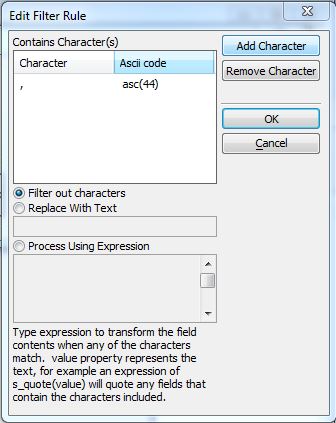 Edit Filter Rule
Contains Character(s)
Add Character
Character Ascii code
Remove Character
, asc(44)
OK
Cancel
Filter out characters
Replace With Text
Process Using Expression
Type expression to transform the field
contents when any of the characters
match. value property represents the
text, for example an expression of
s_quote(value) will quote any fields that
contain the characters included.